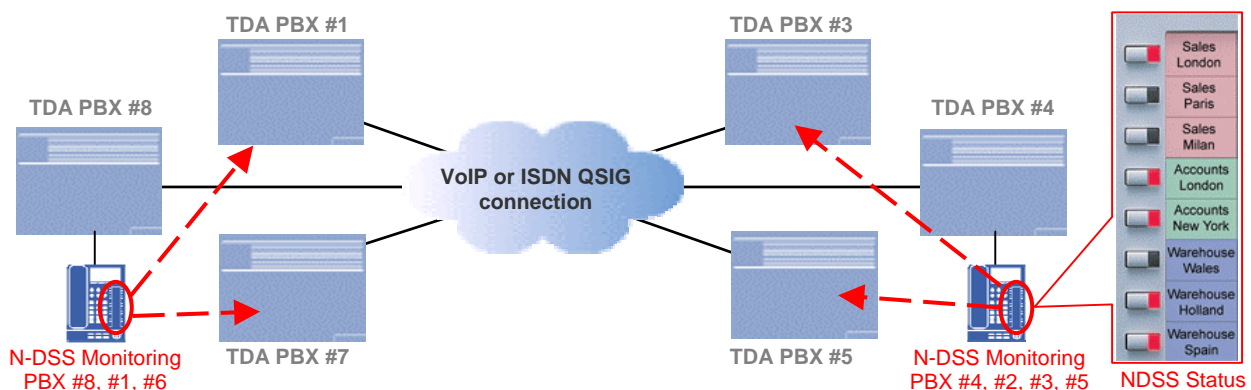 TDA PBX #1
TDA PBX #3
TDA PBX #8
TDA PBX #4
VoIP or ISDN QSIG
connection
TDA PBX #7
TDA PBX #5
N-DSS Monitoring
PBX #8, #1, #6
N-DSS Monitoring
PBX #4, #2, #3, #5
Sales
London
Sales
Paris
Sales
Milan
Accounts
London
Accounts
New York
Warehouse
Wales
Warehouse
Holland
Warehouse
Spain
NDSS Status